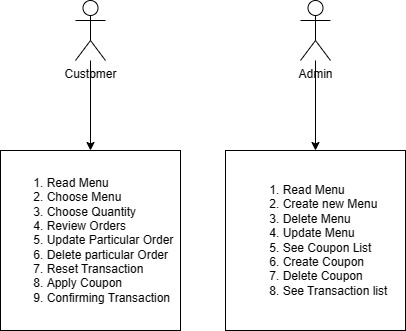 Customer
1. Read Menu
2. Choose Menu
3. Choose Quantity
4. Review Orders
5. Update Particular Order
6. Delete particular Order
7. Reset Transaction
8. Apply Coupon
9. Confirming Transaction
Admin
1. Read Menu
2. Create new Menu
3. Delete Menu
4. Update Menu
5. See Coupon List
6. Create Coupon
7. Delete Coupon
8. See Transaction list